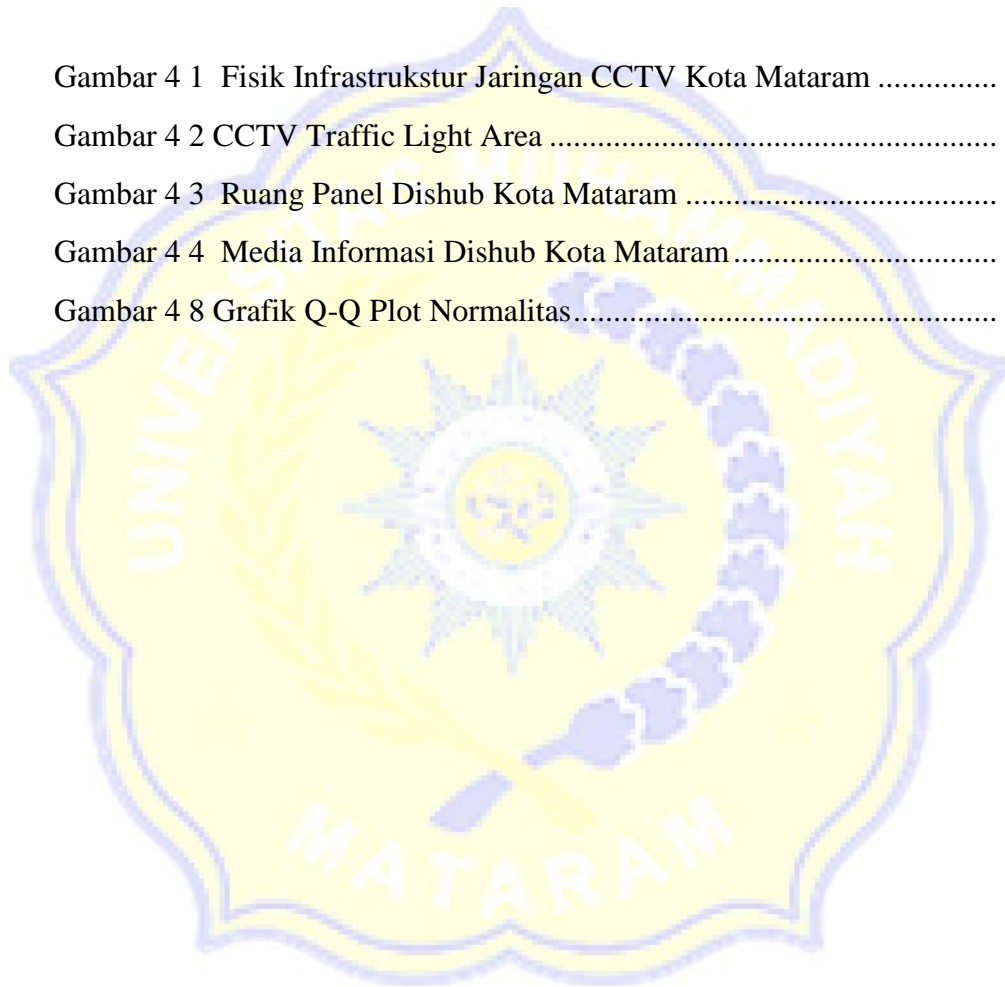 Gambar 4 1  Fisik Infrastrukstur Jaringan CCTV Kota Mataram ...............
Gambar 4 2 CCTV Traffic Light Area .......................................................
Gambar 4 3  Ruang Panel Dishub Kota Mataram ......................................
Gambar 4 4  Media Informasi Dishub Kota Mataram ................................
Gambar 4 8 Grafik Q-Q Plot Normalitas....................................................
UNIVERSITAS MUHAMMADIYAH
MATARAM